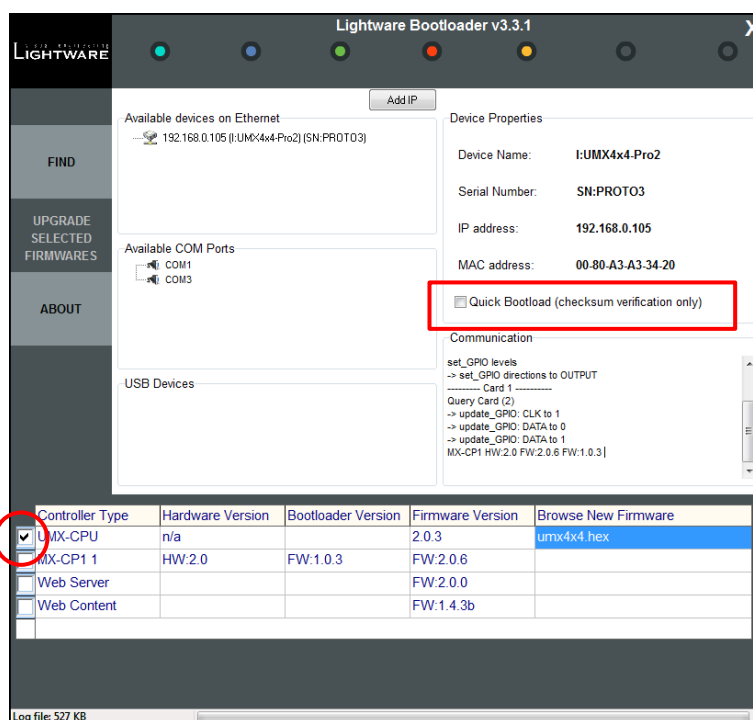 Lightware Bootloader v3.3.1
X
LIGHTWARE
Add IP
FIND
UPGRADE
SELECTED
FIRMWARES
ABOUT
Available devices on Ethernet
192.168.0.105 (I:UMX4x4-Pro2) (SN:PROTO3)
Available COM Ports
COM1
COM3
USB Devices
Device Properties
Device Name: I:UMX4x4-Pro2
Serial Number: SN:PROTO3
IP address: 192.168.0.105
MAC address: 00-80-A3-A3-34-20
Quick Bootload (checksum verification only)
Communication
set_GPIO levels
-> set_GPIO directions to OUTPUT
---------- Card 1 ----------
Query Card (2)
-> update_GPIO: CLK to 1
-> update_GPIO: DATA to 0
-> update_GPIO: DATA to 1
MX-CP1 HW:2.0 FW:2.0.6 FW:1.0.3
Controller Type Hardware Version Bootloader Version Firmware Version Browse New Firmware
UMX-CPU n/a 2.0.3 umx4x4.hex
MX-CP1 1 HW:2.0 FW:1.0.3 FW:2.0.6
Web Server FW:2.0.0
Web Content FW:1.4.3b
Log file: 527 KB